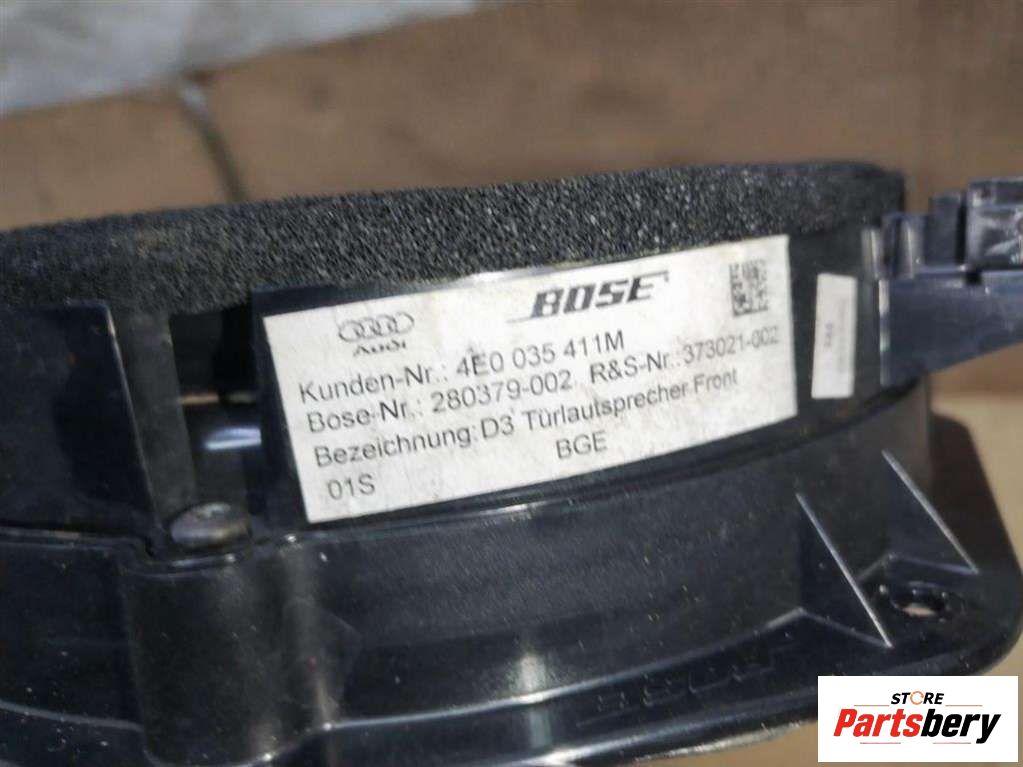 BOSE
Audi
Kunden-Nr.: 4E0 035 411M
Bose-Nr.: 280379-002 R&S-Nr.:373021-002
Bezeichnung: D3 Türlautsprecher Front
01S BGE
BOSE
STORE
Partsbery